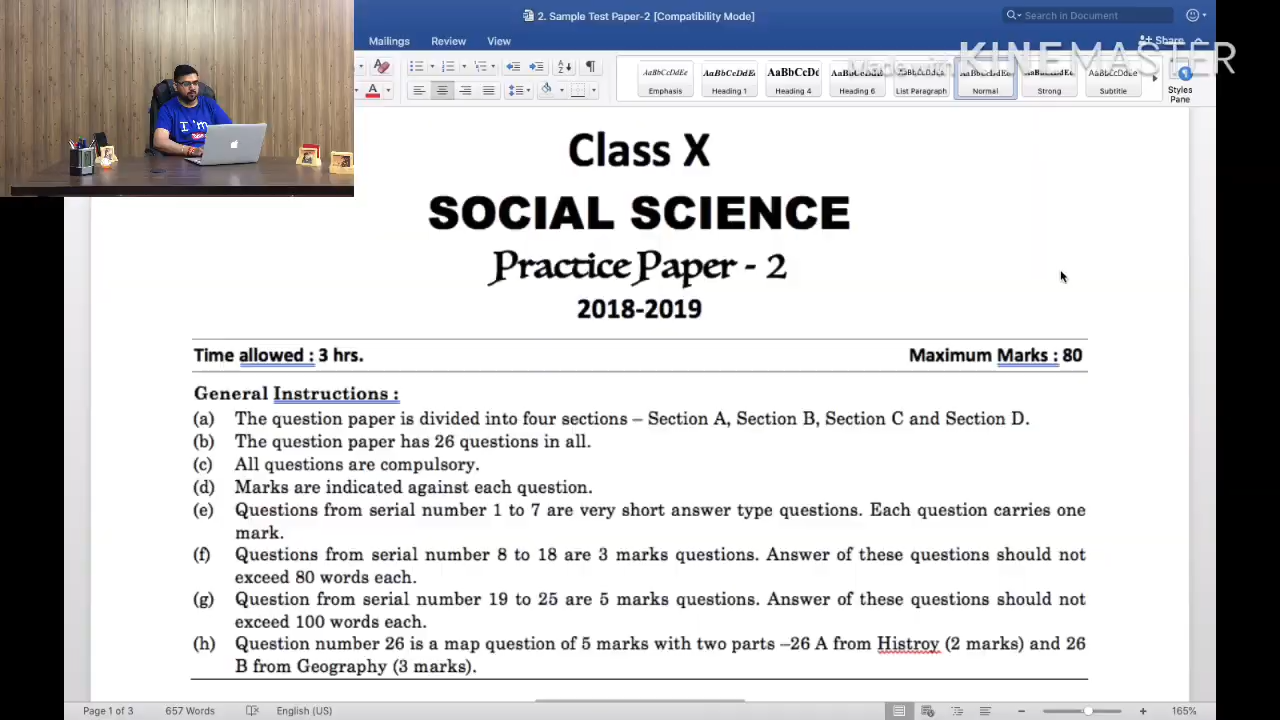 2. Sample Test Paper-2 [Compatibility Mode]
Search in Document
Mailings Review View
Share
KINEMASTER
AaBbCcDdEe
AaBbCcDdEe
AaBbCcDc
AaBbCcDdEe
AaBbCcDdEe
AaBbCcDdEe
Emphasis Heading 1 Heading 4 Heading 6 List Paragraph Normal Strong Subtitle
Styles
Pane
I'm
Class X
SOCIAL SCIENCE
Practice Paper - 2
2018-2019
Time allowed : 3 hrs. Maximum Marks : 80
General Instructions :
(a) The question paper is divided into four sections – Section A, Section B, Section C and Section D.
(b) The question paper has 26 questions in all.
(c) All questions are compulsory.
(d) Marks are indicated against each question.
(e) Questions from serial number 1 to 7 are very short answer type questions. Each question carries one
mark.
(f) Questions from serial number 8 to 18 are 3 marks questions. Answer of these questions should not
exceed 80 words each.
(g) Question from serial number 19 to 25 are 5 marks questions. Answer of these questions should not
exceed 100 words each.
(h) Question number 26 is a map question of 5 marks with two parts –26 A from Histroy (2 marks) and 26
B from Geography (3 marks).
Page 1 of 3 657 Words English (US) 165%